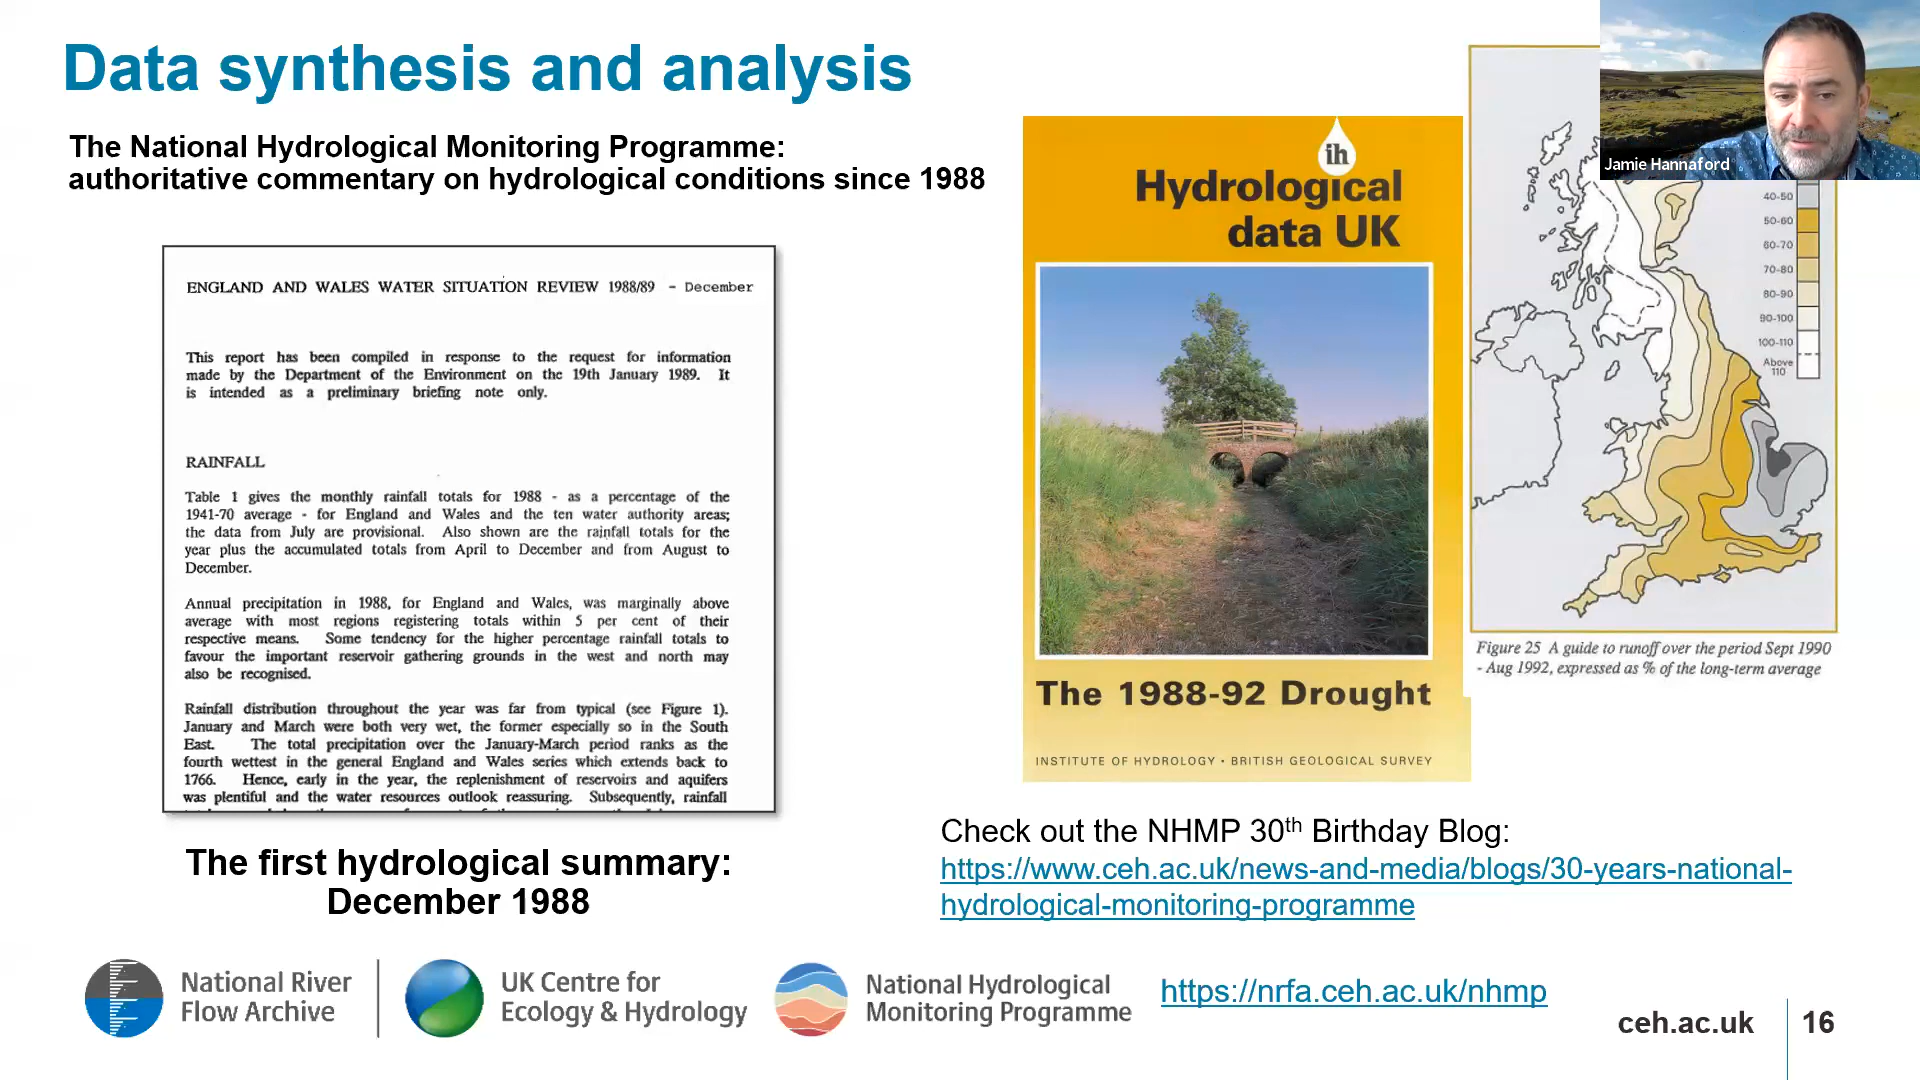 Data synthesis and analysis
The National Hydrological Monitoring Programme:
authoritative commentary on hydrological conditions since 1988
ENGLAND AND WALES WATER SITUATION REVIEW 1988/89 - December
This report has been compiled in response to the request for information
made by the Department of the Environment on the 19th January 1989. It
is intended as a preliminary briefing note only.
RAINFALL
Table 1 gives the monthly rainfall totals for 1988 - as a percentage of the
1941-70 average - for England and Wales and the ten water authority areas;
the data from July are provisional. Also shown are the rainfall totals for the
year plus the accumulated totals from April to December and from August to
December.
Annual precipitation in 1988, for England and Wales, was marginally above
average with most regions registering totals within 5 per cent of their
respective means. Some tendency for the higher percentage rainfall totals to
favour the important reservoir gathering grounds in the west and north may
also be recognised.
Rainfall distribution throughout the year was far from typical (see Figure 1).
January and March were both very wet, the former especially so in the South
East. The total precipitation over the January-March period ranks as the
fourth wettest in the general England and Wales series which extends back to
1766. Hence, early in the year, the replenishment of reservoirs and aquifers
was plentiful and the water resources outlook reassuring. Subsequently, rainfall
The first hydrological summary:
December 1988
ih
Hydrological
data UK
The 1988-92 Drought
INSTITUTE OF HYDROLOGY • BRITISH GEOLOGICAL SURVEY
Jamie Hannaford
40-50
50-60
60-70
70-80
80-90
90-100
100-110
Above
110
Figure 25 A guide to runoff over the period Sept 1990
- Aug 1992, expressed as % of the long-term average
Check out the NHMP 30th Birthday Blog:
https://www.ceh.ac.uk/news-and-media/blogs/30-years-national-
hydrological-monitoring-programme
National River
Flow Archive
UK Centre for
Ecology & Hydrology
National Hydrological
Monitoring Programme
https://nrfa.ceh.ac.uk/nhmp
ceh.ac.uk
16